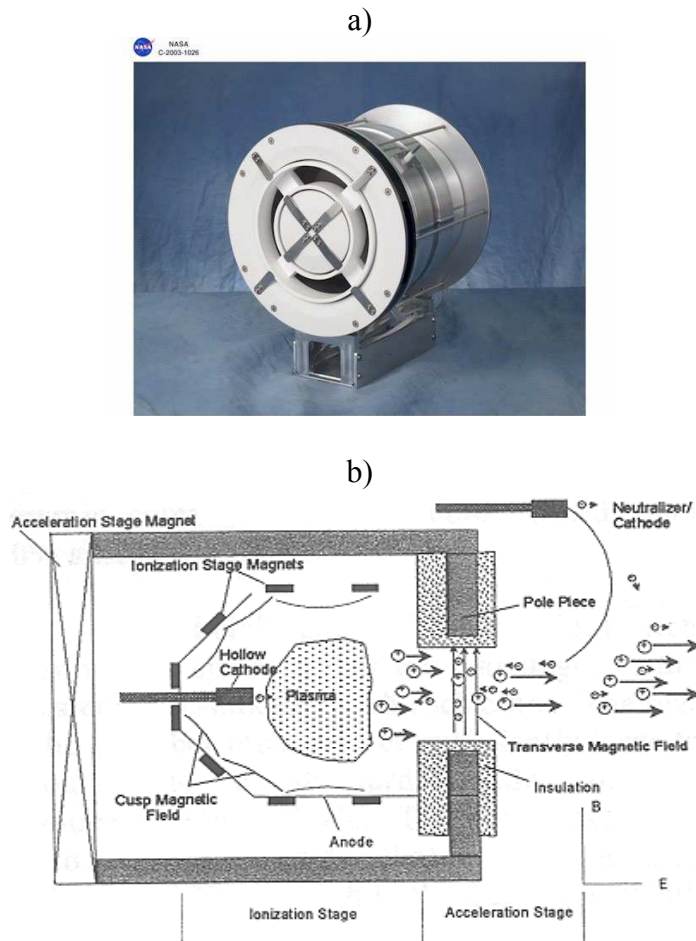 a)
NASA
NASA
C-2003-1026
b)
Acceleration Stage Magnet
Neutralizer/
Cathode
Ionization Stage Magnets
Pole Piece
Hollow
Cathode
Plasma
Transverse Magnetic Field
Cusp Magnetic
Field
Insulation
Anode
B
E
Ionization Stage
Acceleration Stage